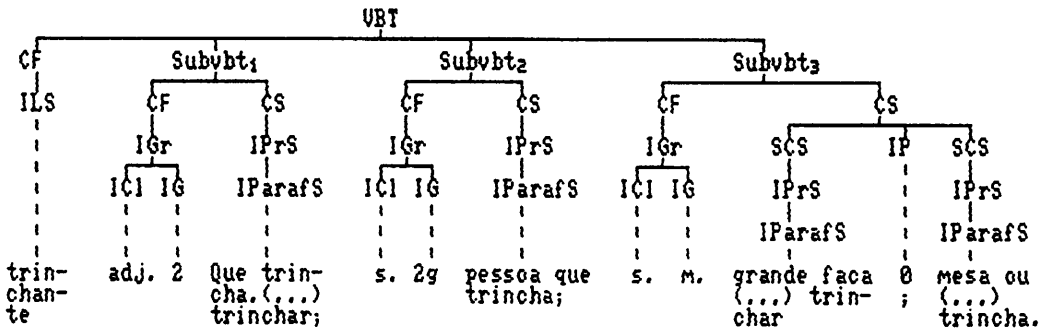 VBT
CF Subvbt1 Subvbt2 Subvbt3
ILS CF CS CF CS CF CS
IGr IPrS IGr IPrS IGr SCS IP SCS
ICl IG IParafS ICl IG IParafS ICl IG IPrS IPrS
IParafS IParafS
trin- adj. 2 Que trin- s. 2g pessoa que s. m. grande faca 0 mesa ou
chan- cha.(...) trincha; (...) trin- ; (...)
te trinchar; char trincha.